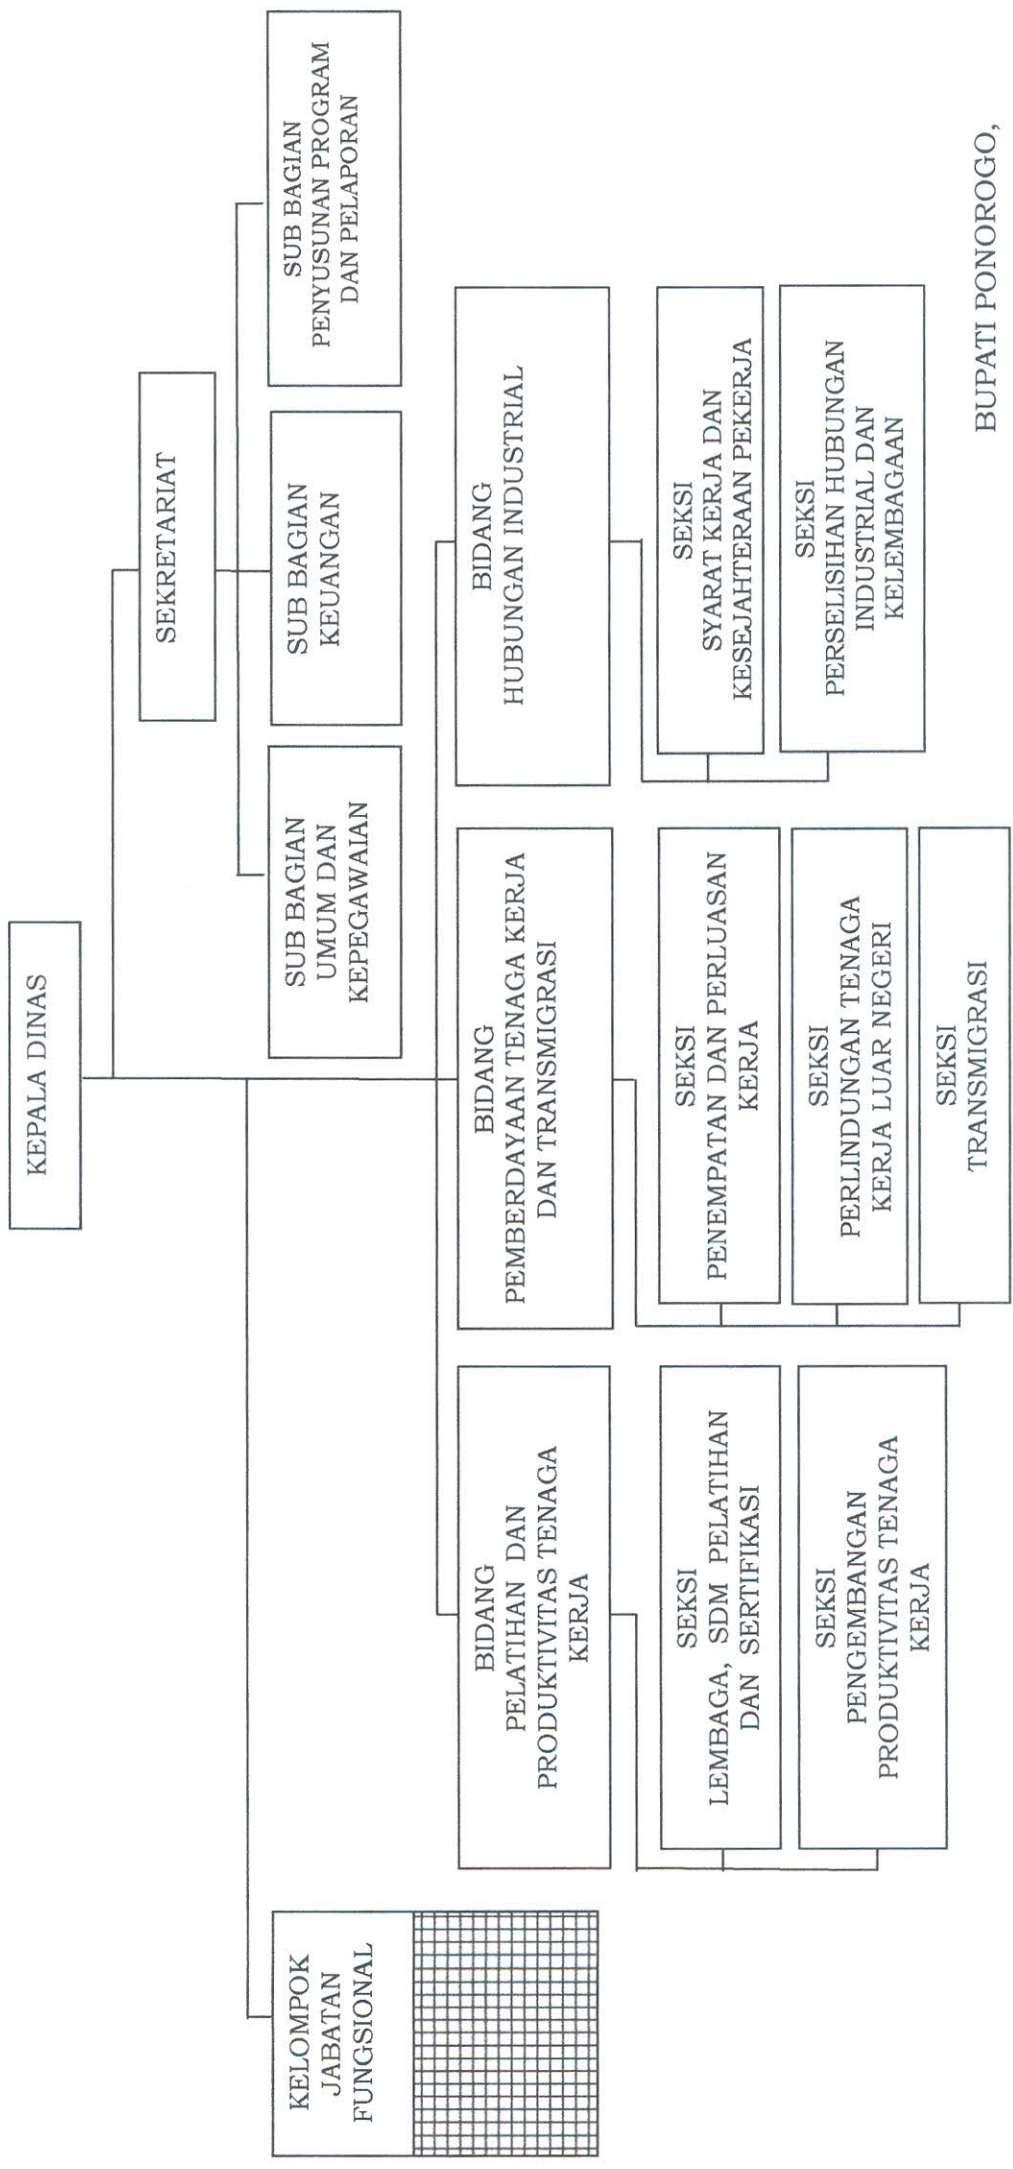 KEPALA DINAS
SEKRETARIAT
KELOMPOK
JABATAN
FUNGSIONAL
SUB BAGIAN
UMUM DAN
KEPEGAWAIAN
SUB BAGIAN
KEUANGAN
SUB BAGIAN
PENYUSUNAN PROGRAM
DAN PELAPORAN
BIDANG
PELATIHAN DAN
PRODUKTIVITAS TENAGA
KERJA
BIDANG
PEMBERDAYAAN TENAGA KERJA
DAN TRANSMIGRASI
BIDANG
HUBUNGAN INDUSTRIAL
SEKSI
LEMBAGA, SDM PELATIHAN
DAN SERTIFIKASI
SEKSI
PENGEMBANGAN
PRODUKTIVITAS TENAGA
KERJA
SEKSI
PENEMPATAN DAN PERLUASAN
KERJA
SEKSI
PERLINDUNGAN TENAGA
KERJA LUAR NEGERI
SEKSI
TRANSMIGRASI
SEKSI
SYARAT KERJA DAN
KESEJAHTERAAN PEKERJA
SEKSI
PERSELISIHAN HUBUNGAN
INDUSTRIAL DAN
KELEMBAGAAN
BUPATI PONOROGO,